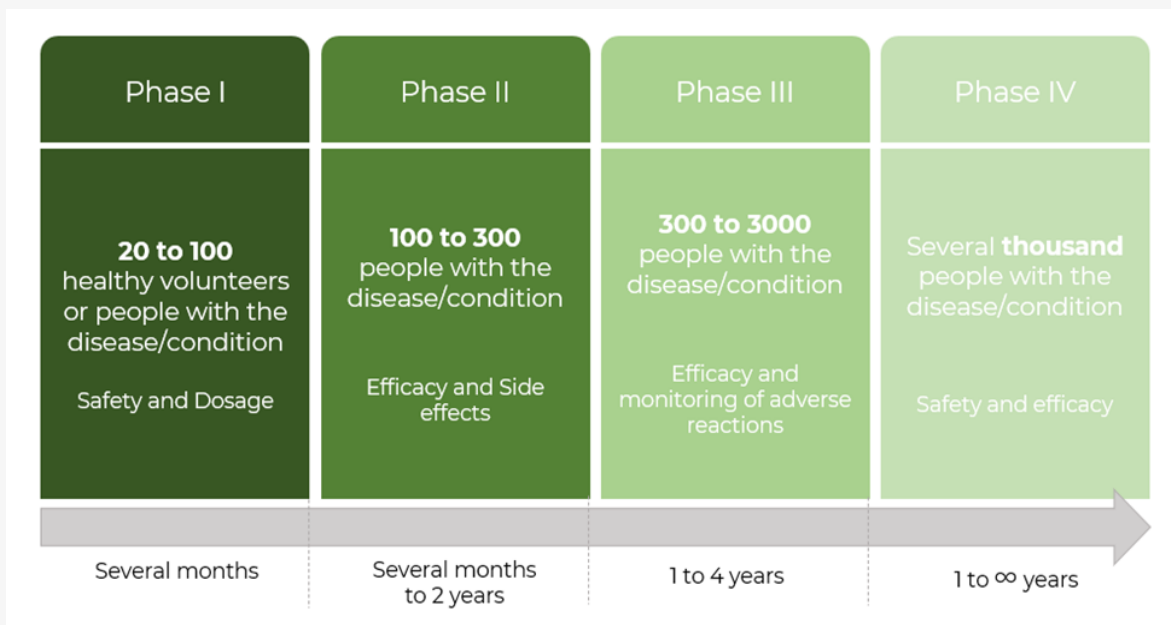 Phase I
20 to 100
healthy volunteers
or people with the
disease/condition
Safety and Dosage
Several months
Phase II
100 to 300
people with the
disease/condition
Efficacy and Side
effects
Several months
to 2 years
Phase III
300 to 3000
people with the
disease/condition
Efficacy and
monitoring of adverse
reactions
1 to 4 years
Phase IV
Several thousand
people with the
disease/condition
Safety and efficacy
1 to ∞ years